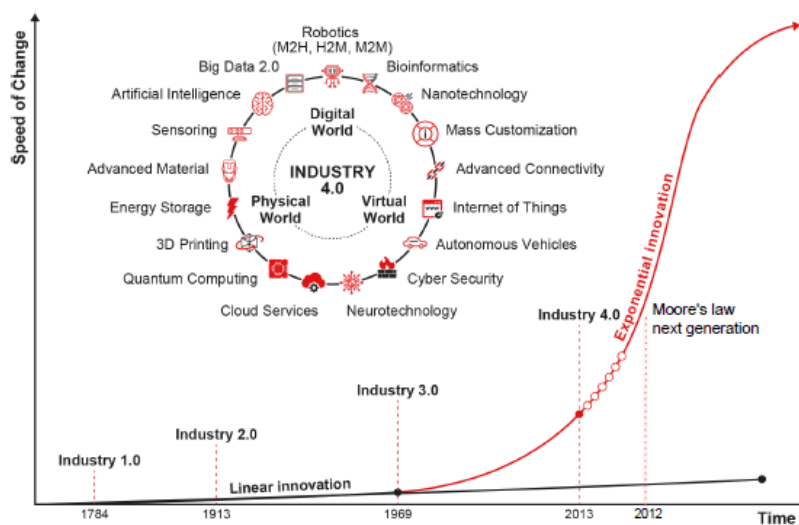 Speed of Change
Robotics
(M2H, H2M, M2M)
Big Data 2.0
Bioinformatics
Artificial Intelligence
Nanotechnology
Sensoring
Mass Customization
Advanced Material
Advanced Connectivity
Energy Storage
Internet of Things
3D Printing
Autonomous Vehicles
Quantum Computing
Cyber Security
Cloud Services
Neurotechnology
Digital
World
INDUSTRY
4.0
Physical
World
Virtual
World
Exponential innovation
Industry 4.0
Moore's law
next generation
Industry 3.0
Industry 2.0
Industry 1.0
Linear innovation
1784
1913
1969
2013
2012
Time